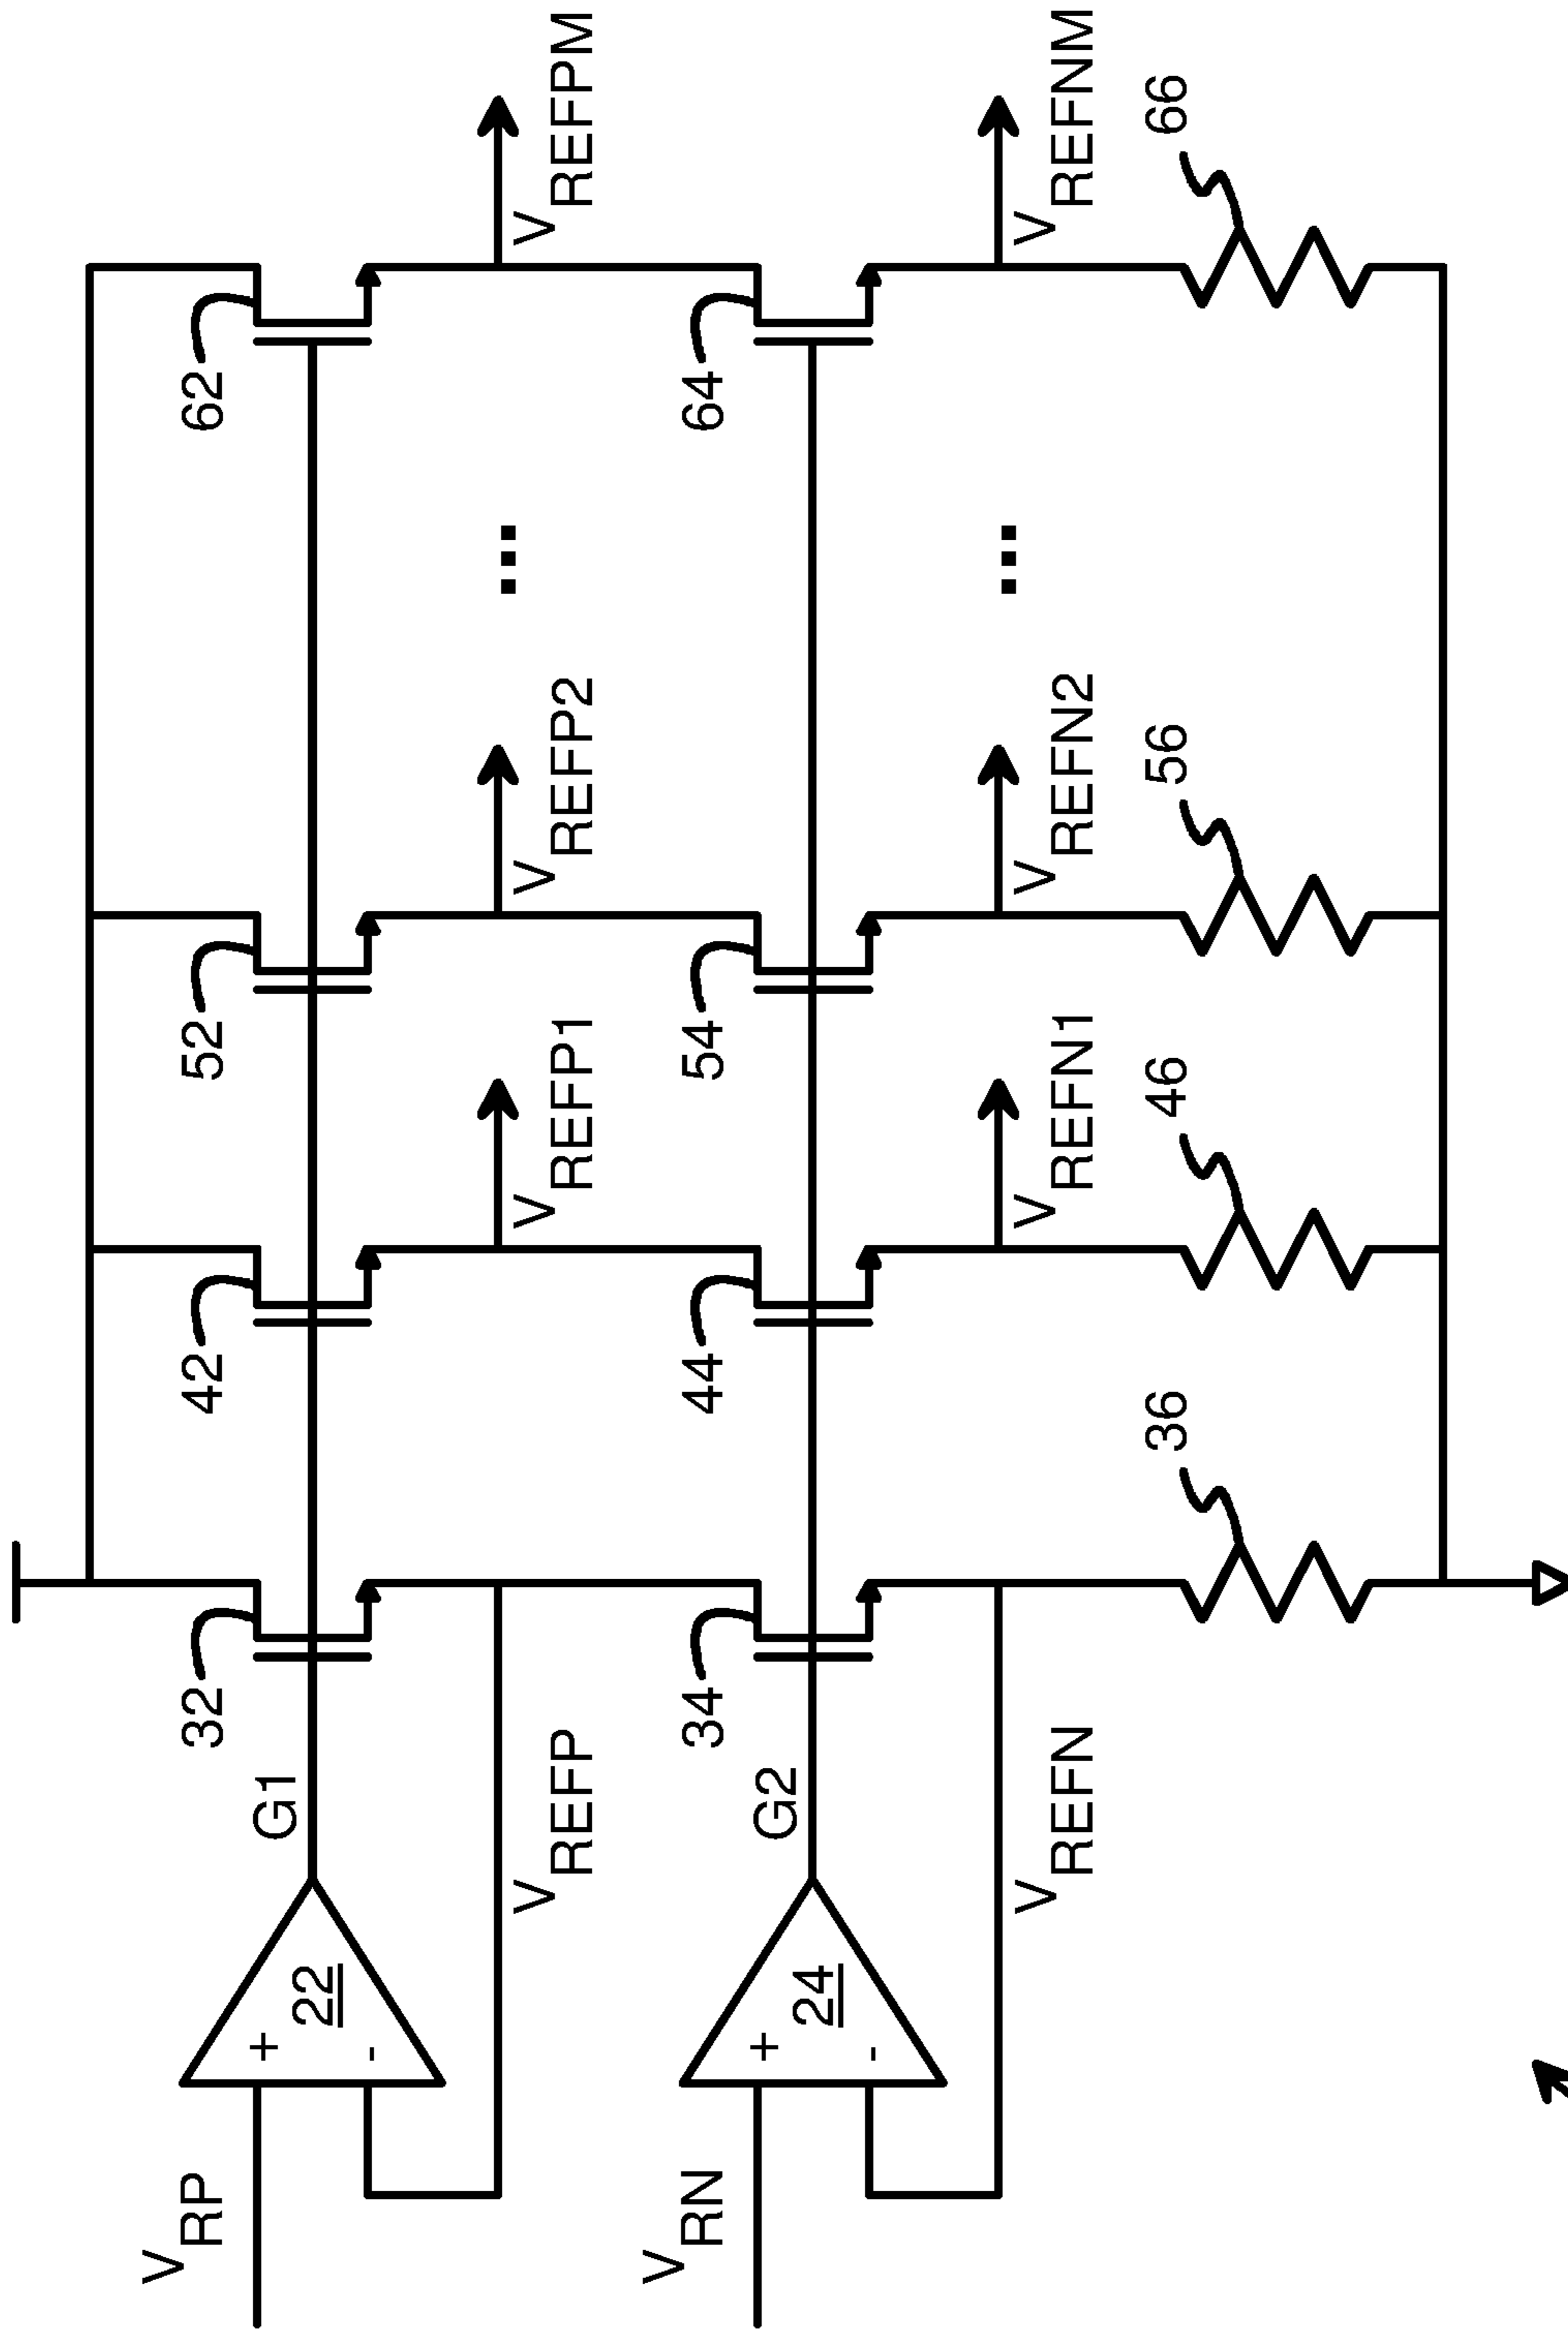 V_RP 32 42 52 62
G1
+
22
-
V_REFP V_REFP1 V_REFP2 ... V_REFPM
V_RN 34 44 54 64
G2
+
24
-
V_REFN V_REFN1 V_REFN2 ... V_REFNM
36 46 56 66